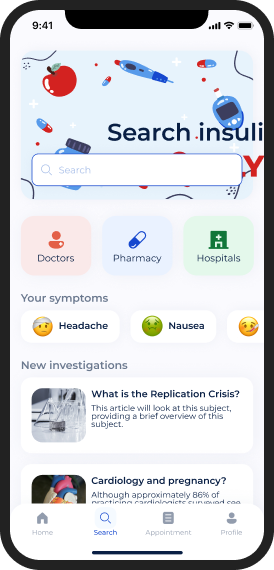 9:41
Search insuli
Y
Search
Doctors
Pharmacy
Hospitals
Your symptoms
Headache
Nausea
New investigations
What is the Replication Crisis?
This article will look at this subject,
providing a brief overview of this
subject.
Cardiology and pregnancy?
Although approximately 86% of
practicing cardiologists surveyed see
Home
Search
Appointment
Profile